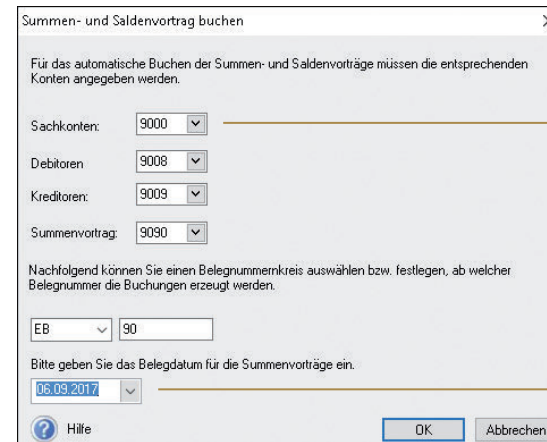 Summen- und Saldenvortrag buchen
Für das automatische Buchen der Summen- und Saldenvorträge müssen die entsprechenden
Konten angegeben werden.
Sachkonten: 9000
Debitoren 9008
Kreditoren: 9009
Summenvortrag: 9090
Nachfolgend können Sie einen Belegnummernkreis auswählen bzw. festlegen, ab welcher
Belegnummer die Buchungen erzeugt werden.
EB 90
Bitte geben Sie das Belegdatum für die Summenvorträge ein.
06.09.2017
? Hilfe OK Abbrechen